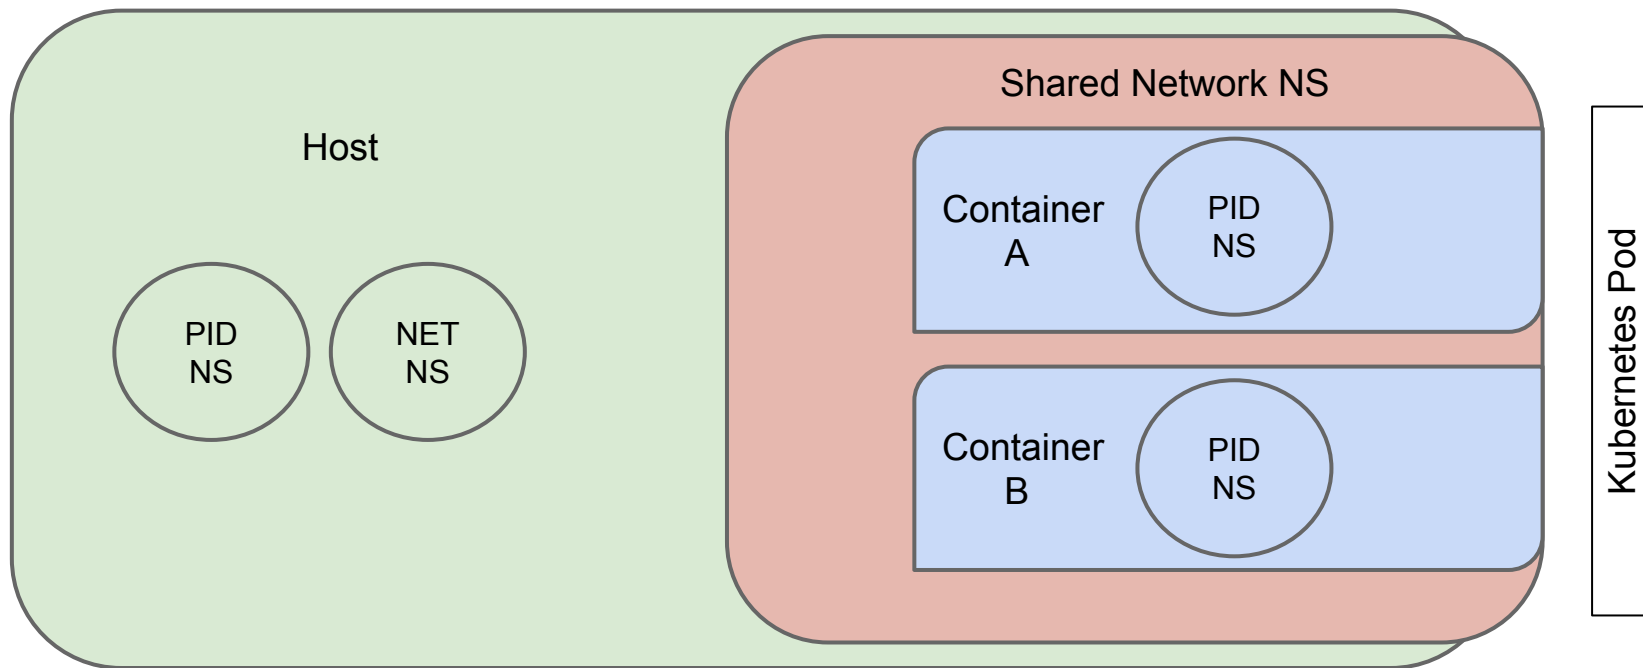 Host
PID
NS
NET
NS
Shared Network NS
Container
A
PID
NS
Container
B
PID
NS
Kubernetes Pod